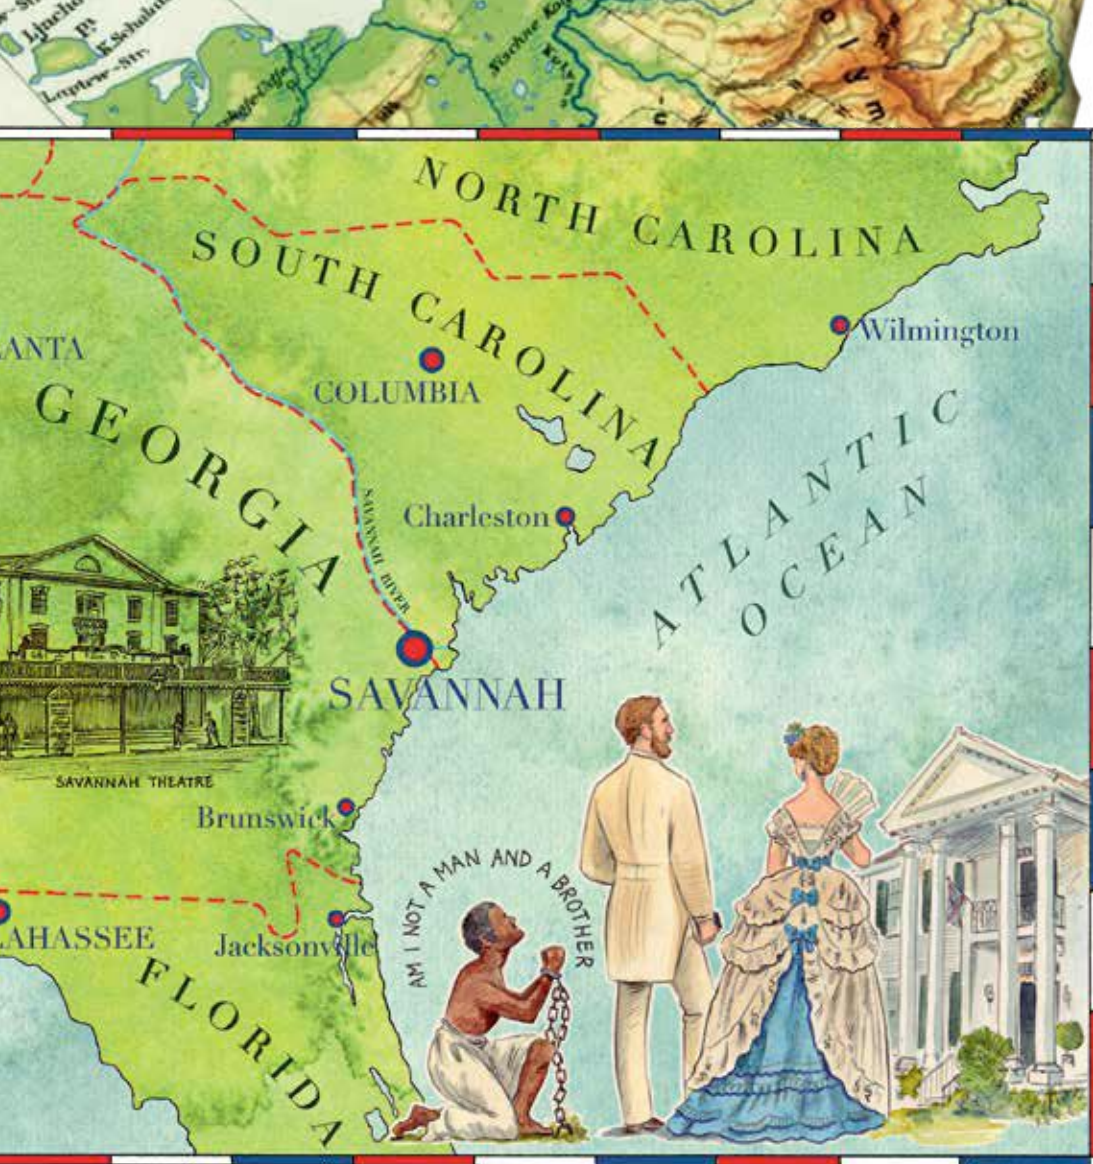 P.
NORTH CAROLINA
SOUTH CAROLINA
Wilmington
ANTA
COLUMBIA
GEORGIA
ATLANTIC
OCEAN
SAVANNAH RIVER
Charleston
SAVANNAH
SAVANNAH THEATRE
Brunswick
AM I NOT A MAN AND A BROTHER
LAHASSEE
Jacksonville
FLORIDA